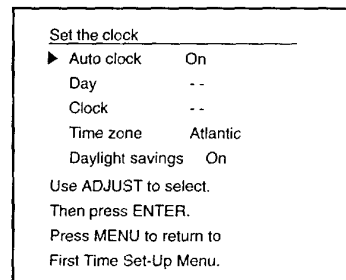 Set the clock
▶ Auto clock On
Day - -
Clock - -
Time zone Atlantic
Daylight savings On
Use ADJUST to select.
Then press ENTER.
Press MENU to return to
First Time Set-Up Menu.